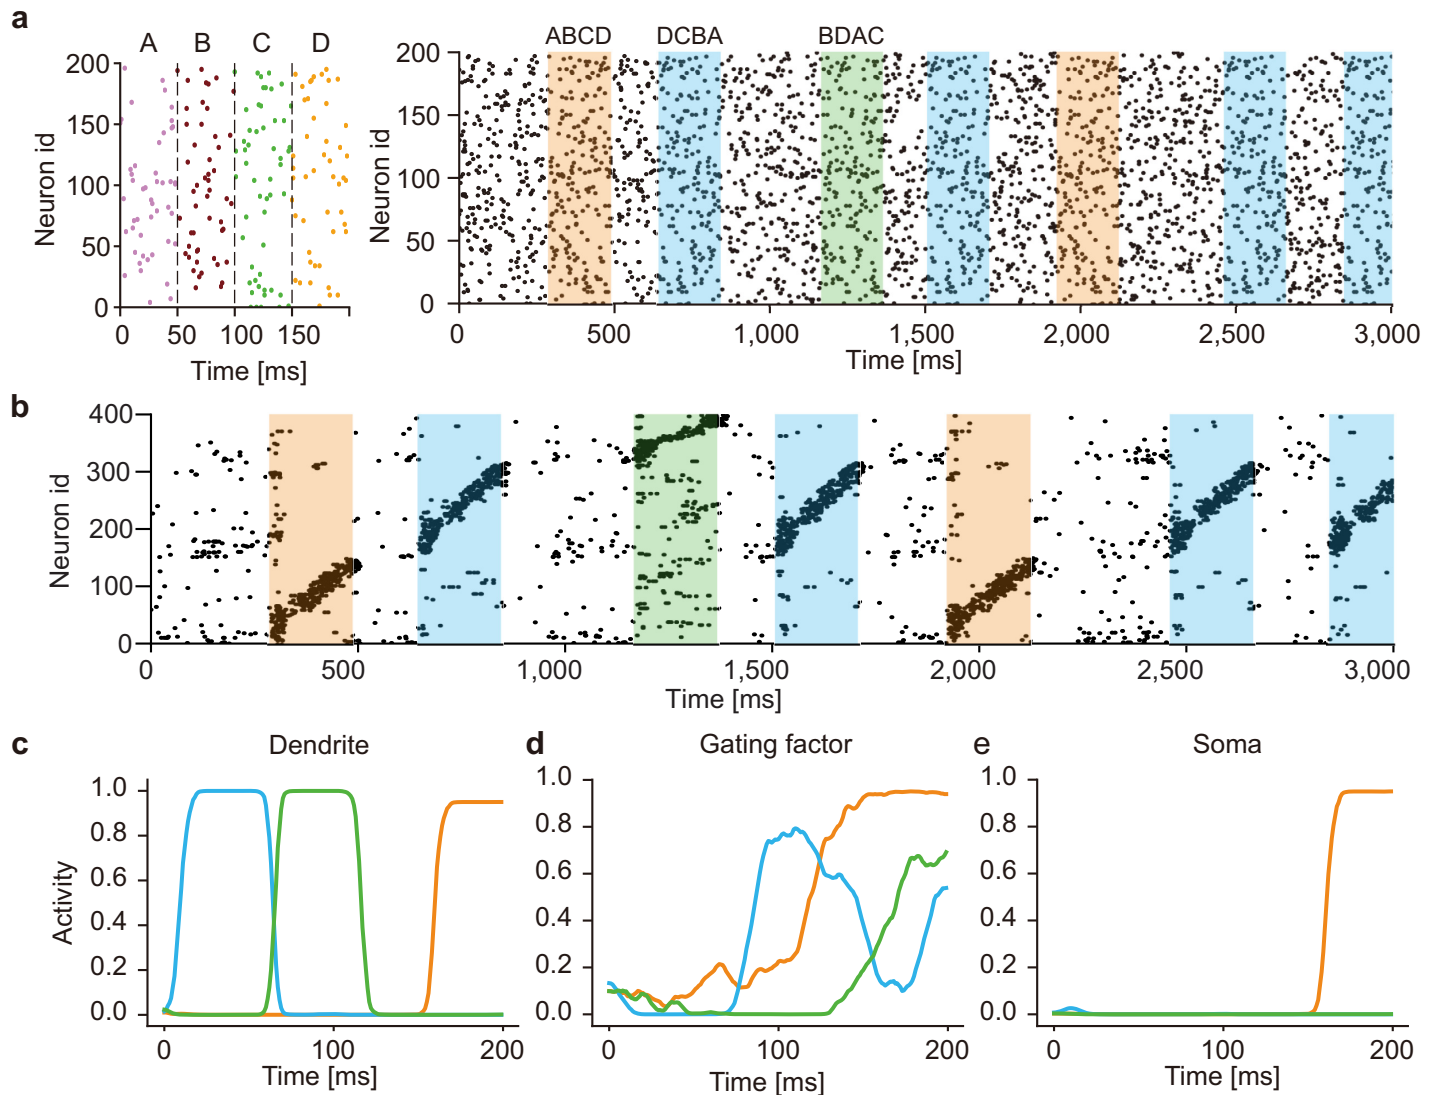 a
A B C D
Neuron id
200
150
100
50
0
0 50 100 150
Time [ms]
ABCD DCBA BDAC
Neuron id
200
150
100
50
0
0 500 1,000 1,500 2,000 2,500 3,000
Time [ms]
b
Neuron id
400
300
200
100
0
0 500 1,000 1,500 2,000 2,500 3,000
Time [ms]
c
Dendrite
Activity
1.0
0.8
0.6
0.4
0.2
0.0
0 100 200
Time [ms]
d
Gating factor
1.0
0.8
0.6
0.4
0.2
0.0
0 100 200
Time [ms]
e
Soma
1.0
0.8
0.6
0.4
0.2
0.0
0 100 200
Time [ms]